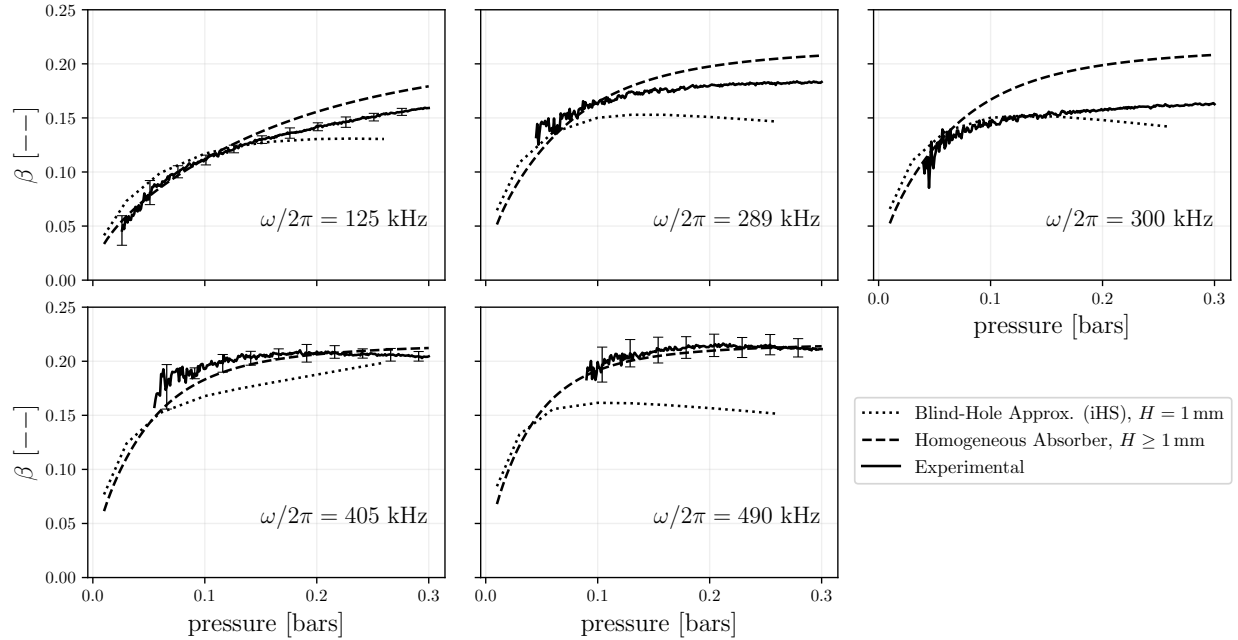 0.25
0.20
0.15
0.10
0.05
0.00
β [−−]
ω/2π = 125 kHz
ω/2π = 289 kHz
ω/2π = 300 kHz
0.0 0.1 0.2 0.3
pressure [bars]
0.25
0.20
0.15
0.10
0.05
0.00
β [−−]
ω/2π = 405 kHz
0.0 0.1 0.2 0.3
pressure [bars]
ω/2π = 490 kHz
0.0 0.1 0.2 0.3
pressure [bars]
Blind-Hole Approx. (iHS), H = 1 mm
Homogeneous Absorber, H ≥ 1 mm
Experimental